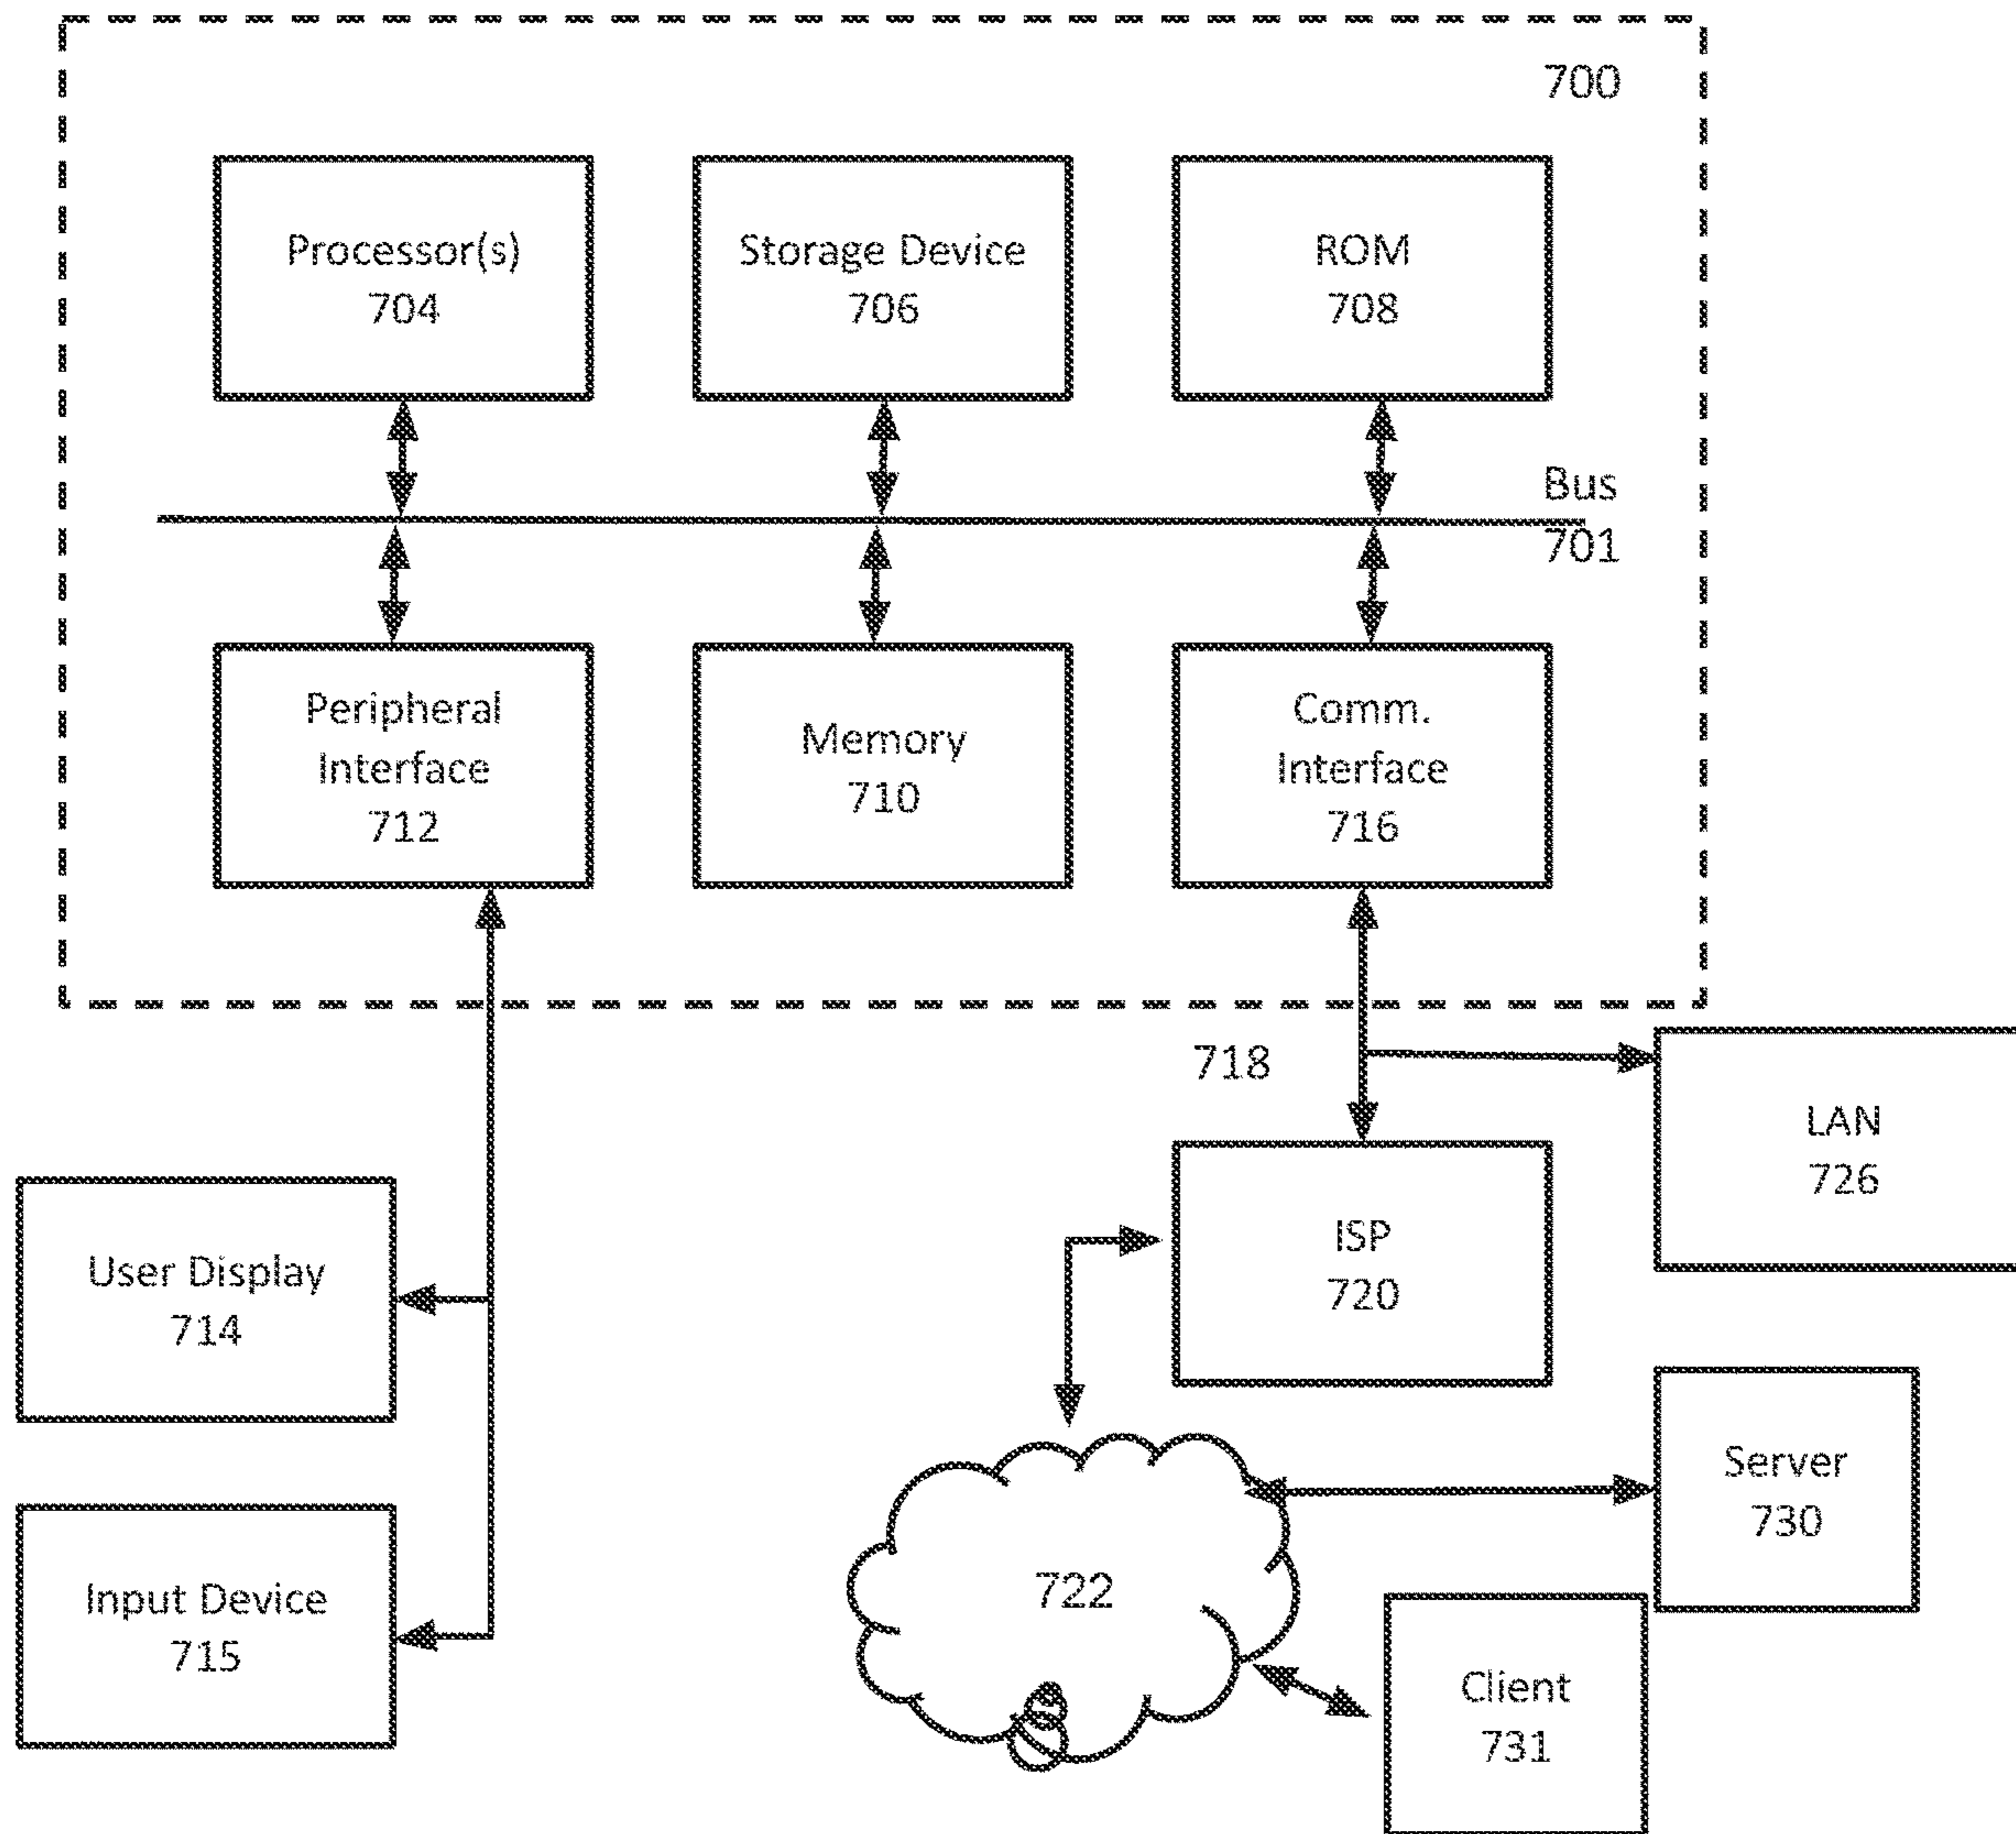 700
Processor(s)
704
Storage Device
706
ROM
708
Bus
701
Peripheral
Interface
712
Memory
710
Comm.
Interface
716
718
LAN
726
User Display
714
ISP
720
Server
730
Input Device
715
722
Client
731